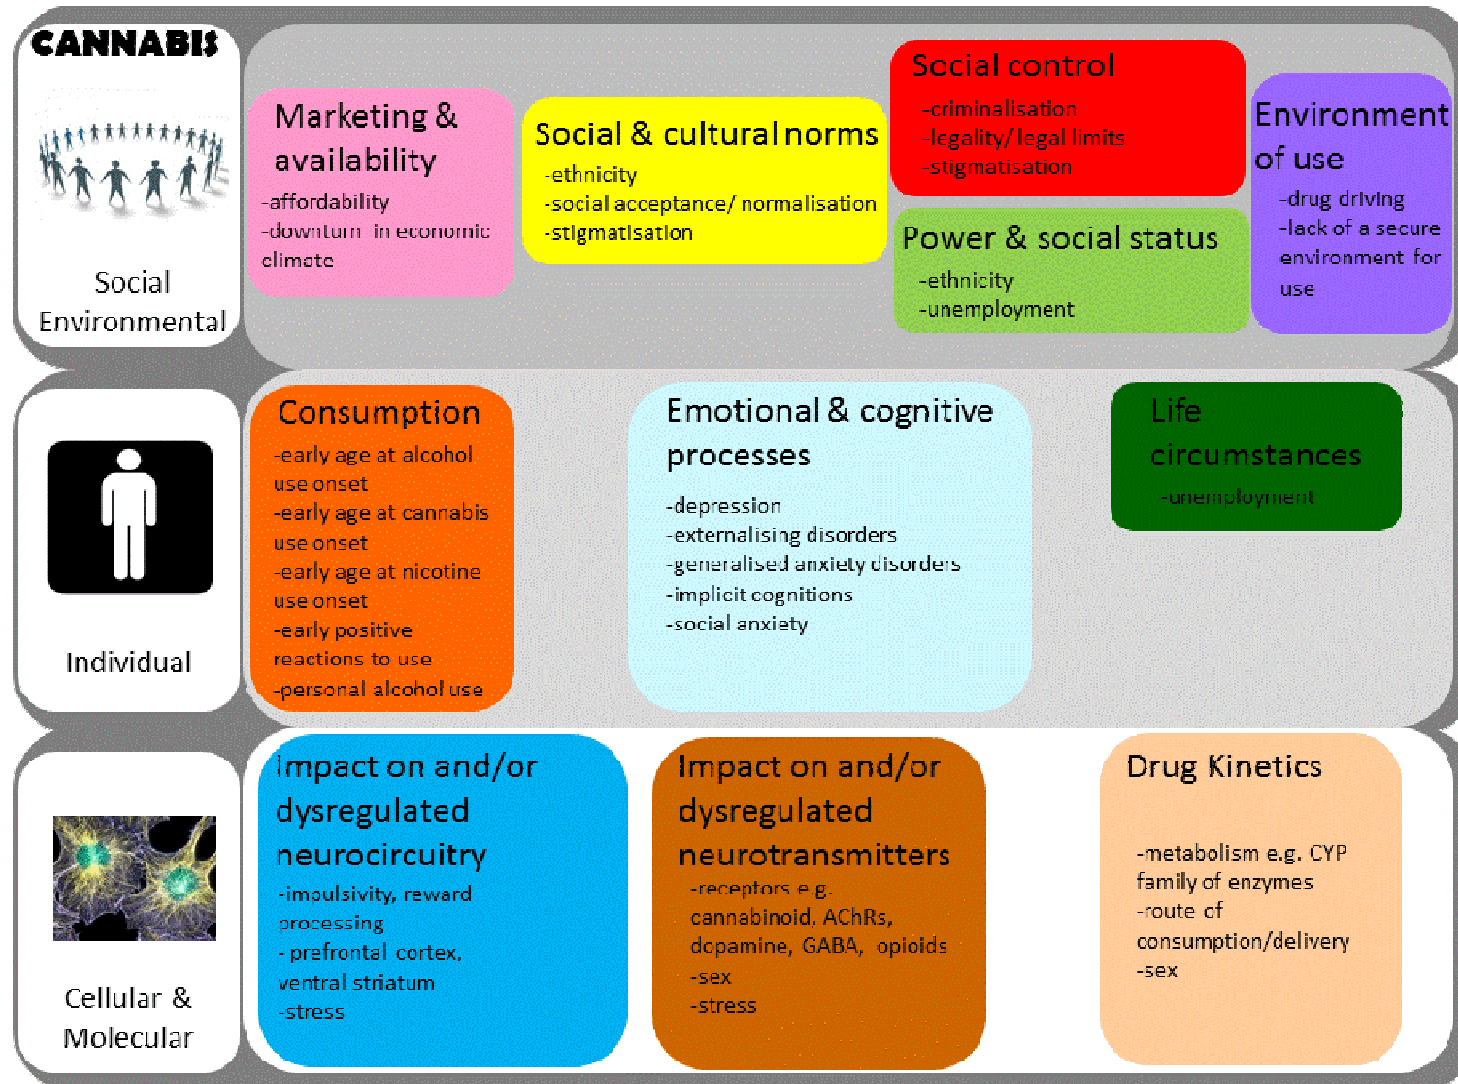 CANNABIS
Social
Environmental
Marketing &
availability
-affordability
-downturn in economic
climate
Social & cultural norms
-ethnicity
-social acceptance/ normalisation
-stigmatisation
Social control
-criminalisation
-legality/ legal limits
-stigmatisation
Power & social status
-ethnicity
-unemployment
Environment
of use
-drug driving
-lack of a secure
environment for
use
Individual
Consumption
-early age at alcohol
use onset
-early age at cannabis
use onset
-early age at nicotine
use onset
-early positive
reactions to use
-personal alcohol use
Emotional & cognitive
processes
-depression
-externalising disorders
-generalised anxiety disorders
-implicit cognitions
-social anxiety
Life
circumstances
-unemployment
Cellular &
Molecular
Impact on and/or
dysregulated
neurocircuitry
-impulsivity, reward
processing
- prefrontal cortex,
ventral striatum
-stress
Impact on and/or
dysregulated
neurotransmitters
-receptors e.g.
cannabinoid, AChRs,
dopamine, GABA, opioids
-sex
-stress
Drug Kinetics
-metabolism e.g. CYP
family of enzymes
-route of
consumption/delivery
-sex